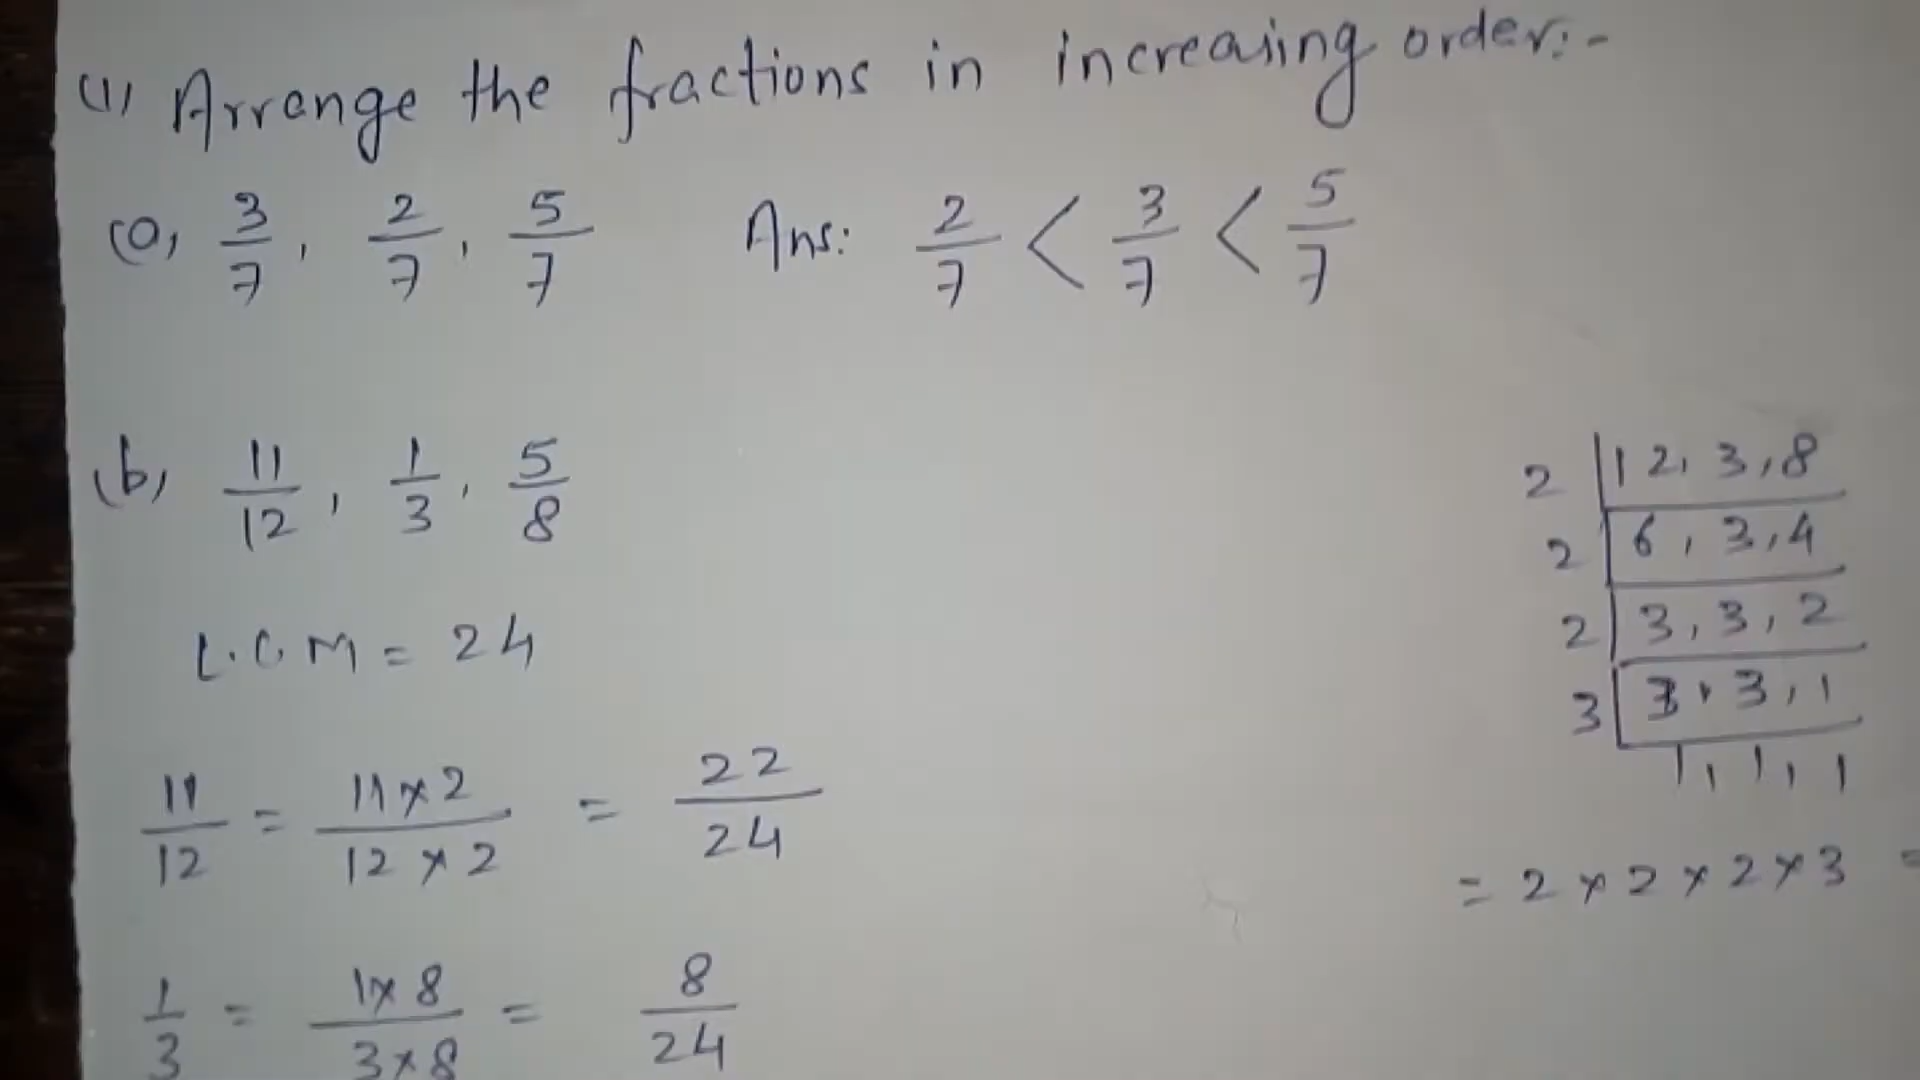 (1) Arrange the fractions in increasing order:-
(a) 3/7, 2/7, 5/7 Ans: 2/7 < 3/7 < 5/7
(b) 11/12, 1/3, 5/8
L.C.M = 24
11/12 = 11×2/12×2 = 22/24
1/3 = 1×8/3×8 = 8/24
2 | 12, 3, 8
2 | 6, 3, 4
2 | 3, 3, 2
3 | 3, 3, 1
1, 1, 1
= 2×2×2×3 =